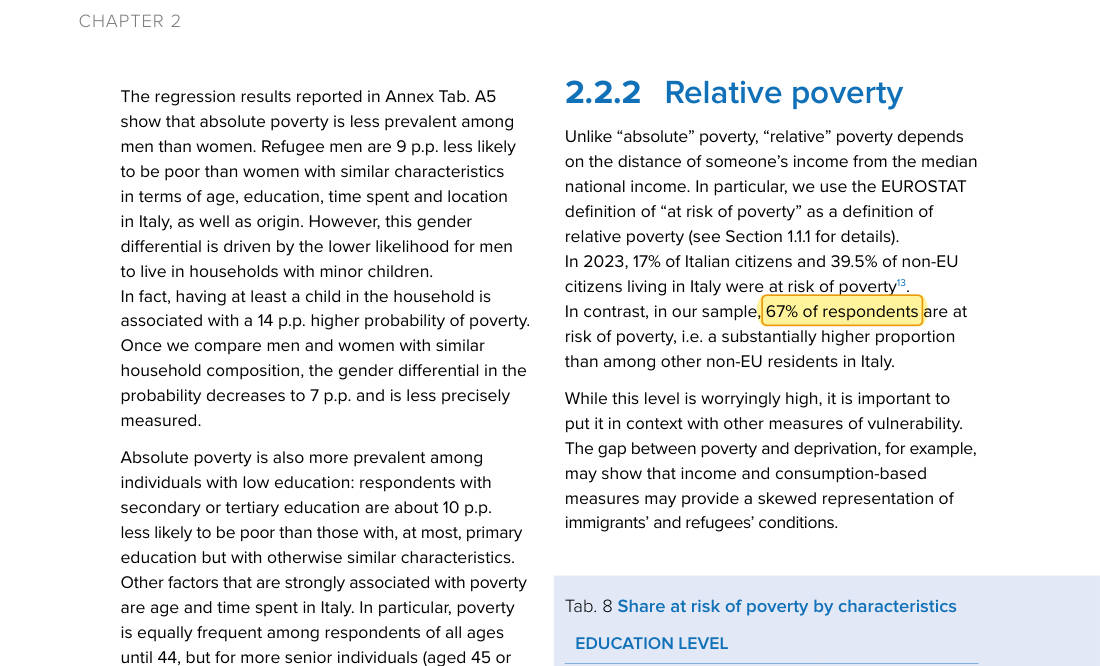 CHAPTER 2
The regression results reported in Annex Tab. A5
show that absolute poverty is less prevalent among
men than women. Refugee men are 9 p.p. less likely
to be poor than women with similar characteristics
in terms of age, education, time spent and location
in Italy, as well as origin. However, this gender
differential is driven by the lower likelihood for men
to live in households with minor children.
In fact, having at least a child in the household is
associated with a 14 p.p. higher probability of poverty.
Once we compare men and women with similar
household composition, the gender differential in the
probability decreases to 7 p.p. and is less precisely
measured.
Absolute poverty is also more prevalent among
individuals with low education: respondents with
secondary or tertiary education are about 10 p.p.
less likely to be poor than those with, at most, primary
education but with otherwise similar characteristics.
Other factors that are strongly associated with poverty
are age and time spent in Italy. In particular, poverty
is equally frequent among respondents of all ages
until 44, but for more senior individuals (aged 45 or
2.2.2 Relative poverty
Unlike “absolute” poverty, “relative” poverty depends
on the distance of someone’s income from the median
national income. In particular, we use the EUROSTAT
definition of “at risk of poverty” as a definition of
relative poverty (see Section 1.1.1 for details).
In 2023, 17% of Italian citizens and 39.5% of non-EU
citizens living in Italy were at risk of poverty13.
In contrast, in our sample, 67% of respondents are at
risk of poverty, i.e. a substantially higher proportion
than among other non-EU residents in Italy.
While this level is worryingly high, it is important to
put it in context with other measures of vulnerability.
The gap between poverty and deprivation, for example,
may show that income and consumption-based
measures may provide a skewed representation of
immigrants’ and refugees’ conditions.
Tab. 8 Share at risk of poverty by characteristics
EDUCATION LEVEL